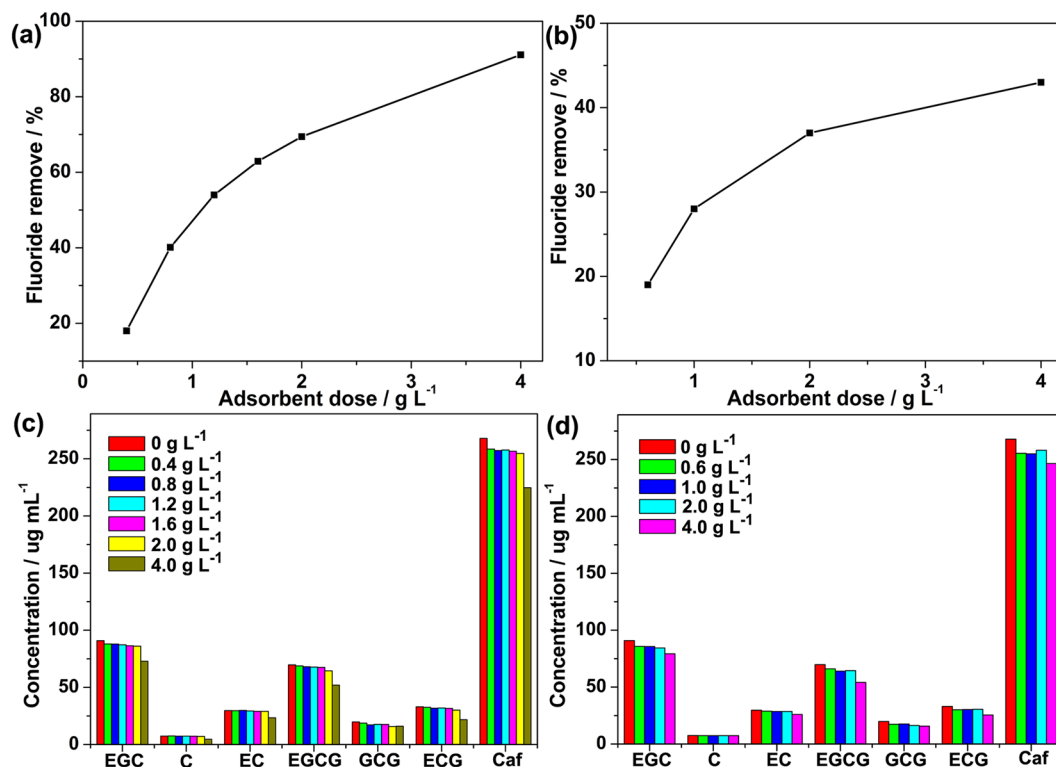 (a)
Fluoride remove / %
100
80
60
40
20
0
1
2
3
4
Adsorbent dose / g L⁻¹
(b)
Fluoride remove / %
50
40
30
20
10
1
2
3
4
Adsorbent dose / g L⁻¹
(c)
Concentration / ug mL⁻¹
250
200
150
100
50
0
0 g L⁻¹
0.4 g L⁻¹
0.8 g L⁻¹
1.2 g L⁻¹
1.6 g L⁻¹
2.0 g L⁻¹
4.0 g L⁻¹
EGC C EC EGCG GCG ECG Caf
(d)
Concentration / ug mL⁻¹
250
200
150
100
50
0
0 g L⁻¹
0.6 g L⁻¹
1.0 g L⁻¹
2.0 g L⁻¹
4.0 g L⁻¹
EGC C EC EGCG GCG ECG Caf